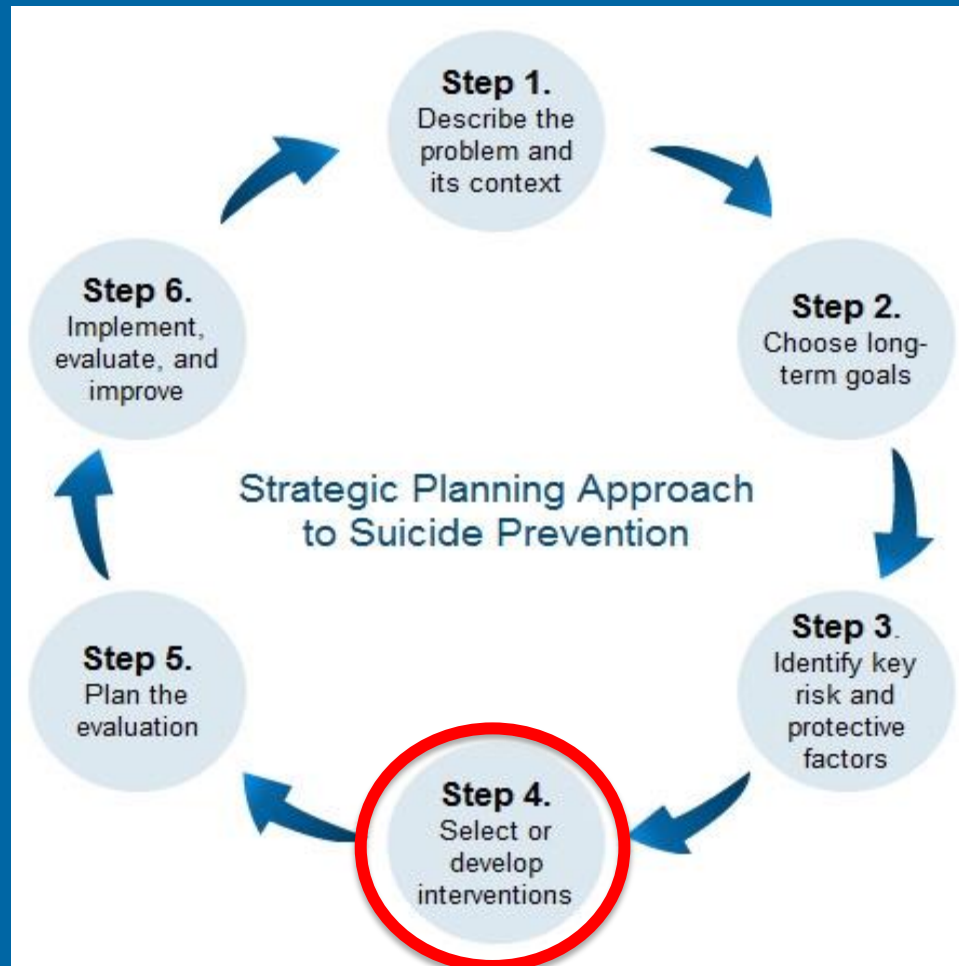 Step 1.
Describe the
problem and
its context
Step 2.
Choose long-
term goals
Step 3.
Identify key
risk and
protective
factors
Step 4.
Select or
develop
interventions
Step 5.
Plan the
evaluation
Step 6.
Implement,
evaluate, and
improve
Strategic Planning Approach
to Suicide Prevention